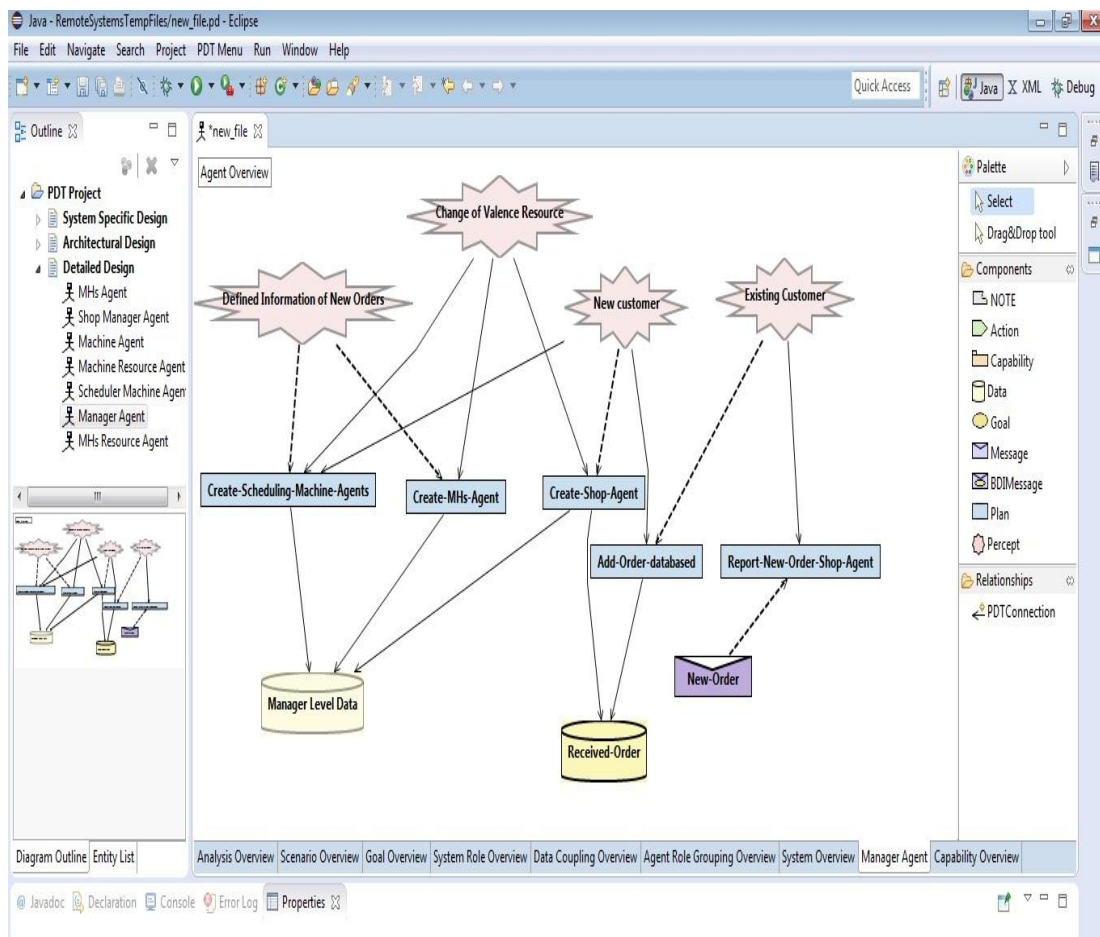 Java - RemoteSystemsTempFiles/new_file.pd - Eclipse
File Edit Navigate Search Project PDT Menu Run Window Help
Quick Access
Java
XML
Debug
Outline
PDT Project
System Specific Design
Architectural Design
Detailed Design
MHs Agent
Shop Manager Agent
Machine Agent
Machine Resource Agent
Scheduler Machine Agen
Manager Agent
MHs Resource Agent
Diagram Outline Entity List
*new_file
Agent Overview
Change of Valence Resource
Defined Information of New Orders
New customer
Existing Customer
Create-Scheduling-Machine-Agents
Create-MHs-Agent
Create-Shop-Agent
Add-Order-databased
Report-New-Order-Shop-Agent
New-Order
Manager Level Data
Received-Order
Palette
Select
Drag&Drop tool
Components
NOTE
Action
Capability
Data
Goal
Message
BDIMessage
Plan
Percept
Relationships
PDTConnection
Analysis Overview Scenario Overview Goal Overview System Role Overview Data Coupling Overview Agent Role Grouping Overview System Overview Manager Agent Capability Overview
@ Javadoc Declaration Console Error Log Properties